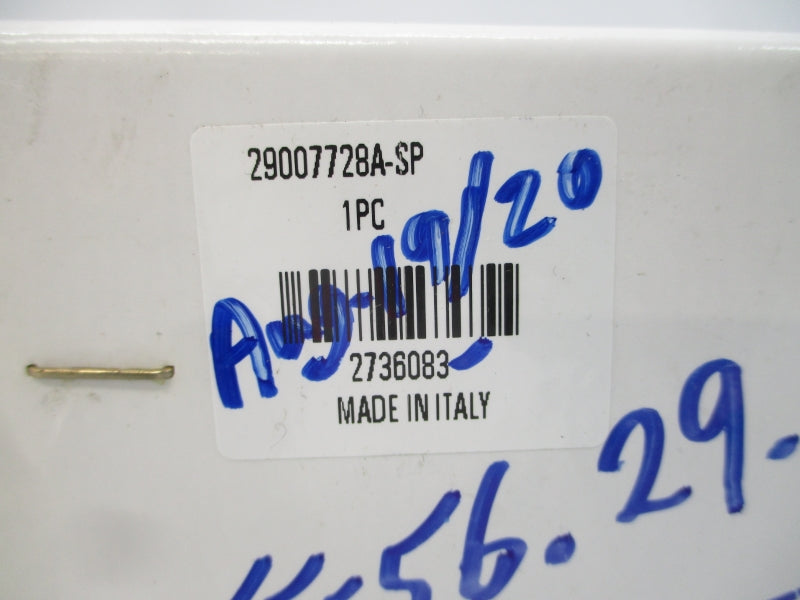 29007728A-SP
1PC
Aug-19/20
2736083
MADE IN ITALY
56.29.